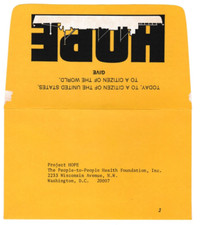 HOPE
GIVE
TO A CITIZEN OF THE WORLD.
TODAY, TO A CITIZEN OF THE UNITED STATES.
Project HOPE
The People-to-People Health Foundation, Inc.
2233 Wisconsin Avenue, N.W.
Washington, D.C. 20007
2